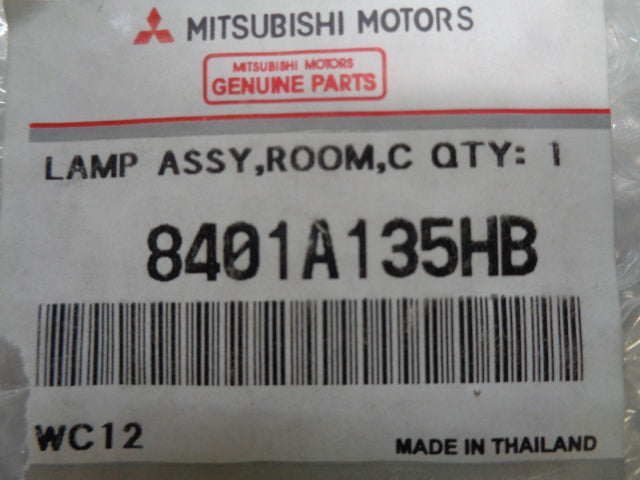 MITSUBISHI MOTORS
MITSUBISHI MOTORS
GENUINE PARTS
LAMP ASSY,ROOM,C QTY: 1
8401A135HB
WC12
MADE IN THAILAND